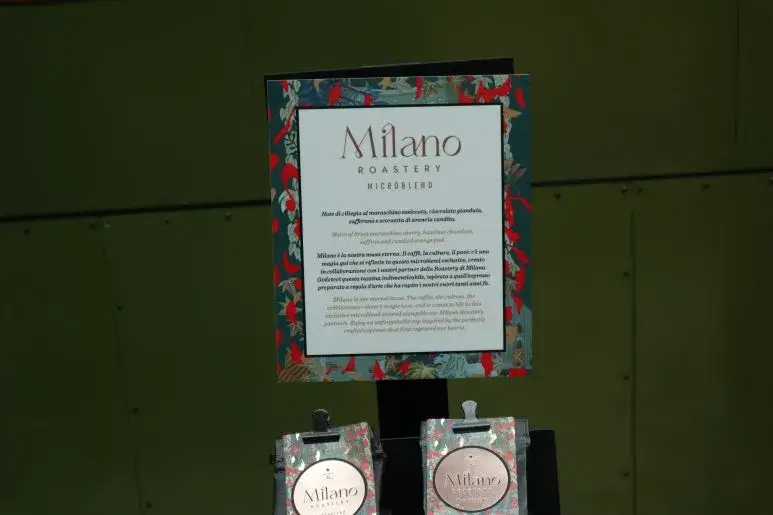 Milano
ROASTERY
MICROBLEND
Note di ciliegia al maraschino essiccata, cioccolato gianduia,
zafferano e scorzetta di arancia candita.
Notes of dried maraschino cherry, hazelnut chocolate,
saffron and candied orange peel.
Milano è la nostra musa eterna. Il caffè, la cultura, il pavé: c'è una
magia qui che si riflette in questo microblend esclusivo, creato
in collaborazione con i nostri partner della Roastery di Milano.
Godetevi questa tazzina indimenticabile, ispirata a quell'espresso
preparato a regola d'arte che ha rapito i nostri cuori tanti anni fa.
Milano is our eternal muse. The coffee, the culture, the
cobblestones—there's magic here, and it comes to life in this
exclusive microblend created alongside our Milano Roastery
partners. Enjoy an unforgettable cup inspired by the perfectly
crafted espresso that first captured our hearts.
Milano
ROASTERY
Milano
ROASTERY